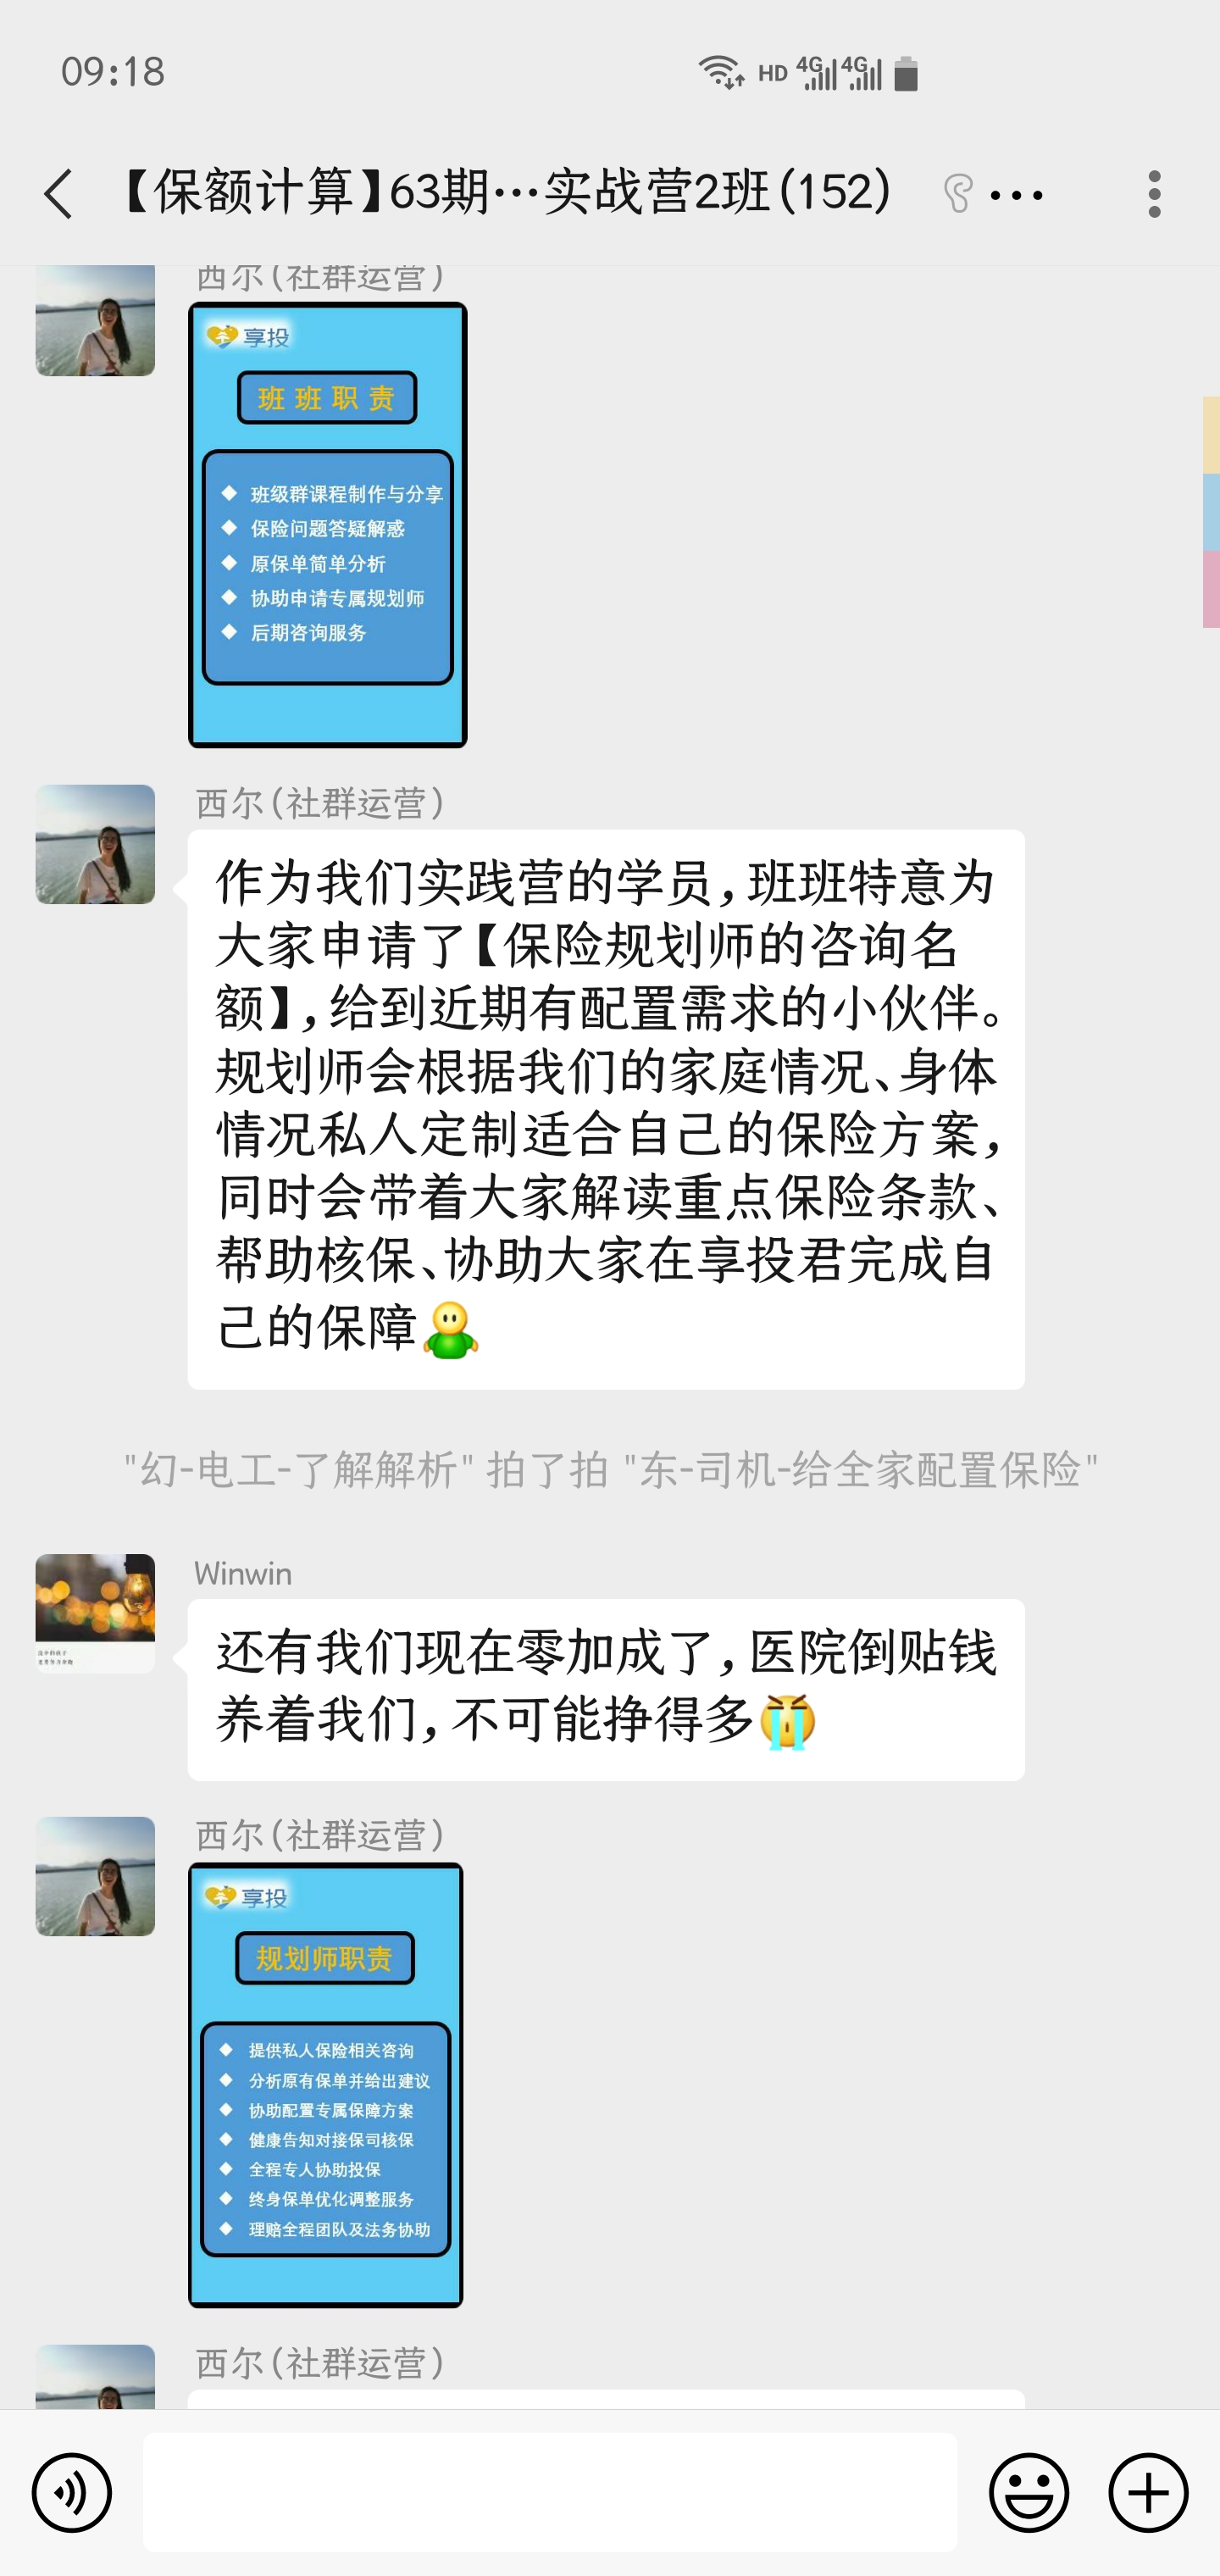 09:18
HD 4G 4G
【保额计算】63期…实战营2班(152)
西尔(社群运营)
享投
班班职责
班级群课程制作与分享
保险问题答疑解惑
原保单简单分析
协助申请专属规划师
后期咨询服务
西尔(社群运营)
作为我们实践营的学员,班班特意为
大家申请了【保险规划师的咨询名
额】,给到近期有配置需求的小伙伴。
规划师会根据我们的家庭情况、身体
情况私人定制适合自己的保险方案,
同时会带着大家解读重点保险条款、
帮助核保、协助大家在享投君完成自
己的保障
"幻-电工-了解解析" 拍了拍 "东-司机-给全家配置保险"
Winwin
还有我们现在零加成了,医院倒贴钱
养着我们,不可能挣得多
西尔(社群运营)
享投
规划师职责
提供私人保险相关咨询
分析原有保单并给出建议
协助配置专属保障方案
健康告知对接保司核保
全程专人协助投保
终身保单优化调整服务
理赔全程团队及法务协助
西尔(社群运营)